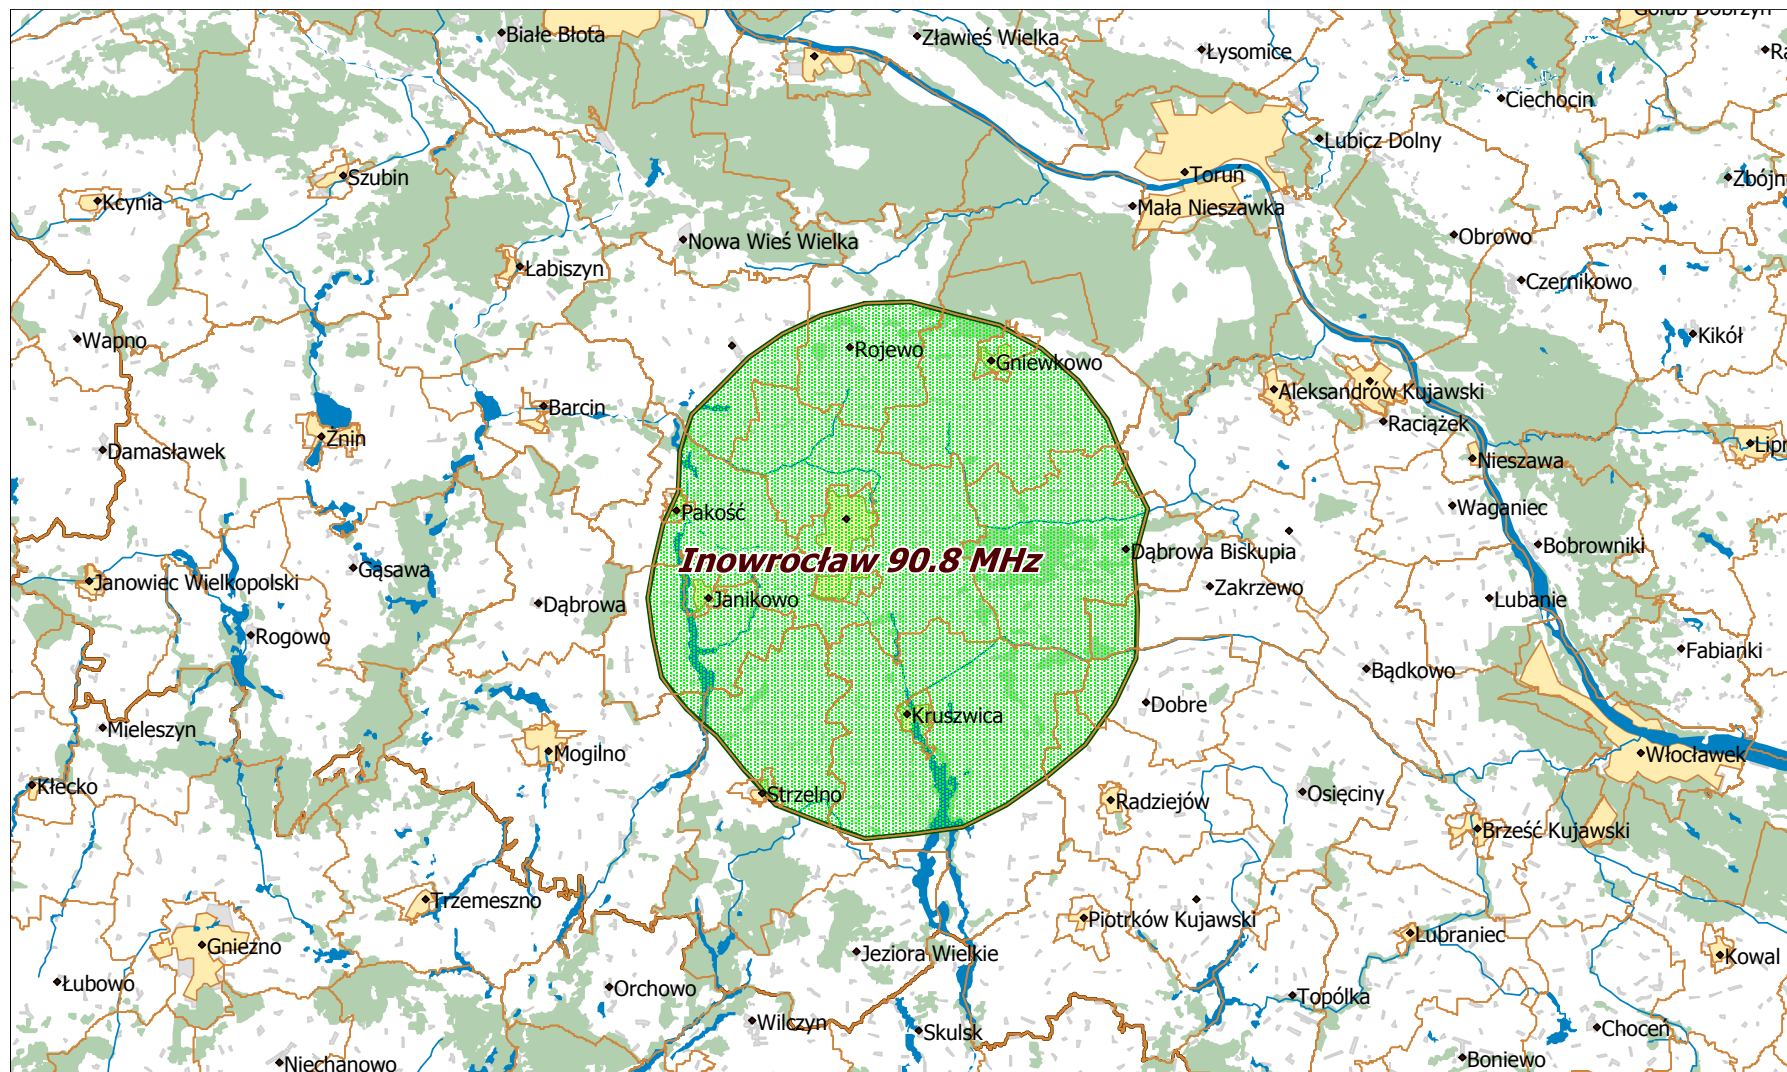 Golub-Dobrzyń
Białe Błota
Zławieś Wielka
Łysomice
Ciechocin
Lubicz Dolny
Szubin
Toruń
Kcynia
Mała Nieszawka
Nowa Wieś Wielka
Obrowo
Łabiszyn
Czernikowo
Wapno
Kikół
Rojewo
Gniewkowo
Aleksandrów Kujawski
Barcin
Raciążek
Żnin
Damasławek
Nieszawa
Pakość
Waganiec
Bobrowniki
Dąbrowa Biskupia
Inowrocław 90.8 MHz
Gąsawa
Janowiec Wielkopolski
Zakrzewo
Janikowo
Dąbrowa
Lubanie
Rogowo
Fabianki
Bądkowo
Dobre
Kruszwica
Mieleszyn
Mogilno
Włocławek
Kłecko
Strzelno
Radziejów
Osięciny
Brześć Kujawski
Trzemeszno
Piotrków Kujawski
Lubraniec
Gniezno
Jeziora Wielkie
Kowal
Łubowo
Orchowo
Topólka
Wilczyn
Skulsk
Choceń
Niechanowo
Boniewo